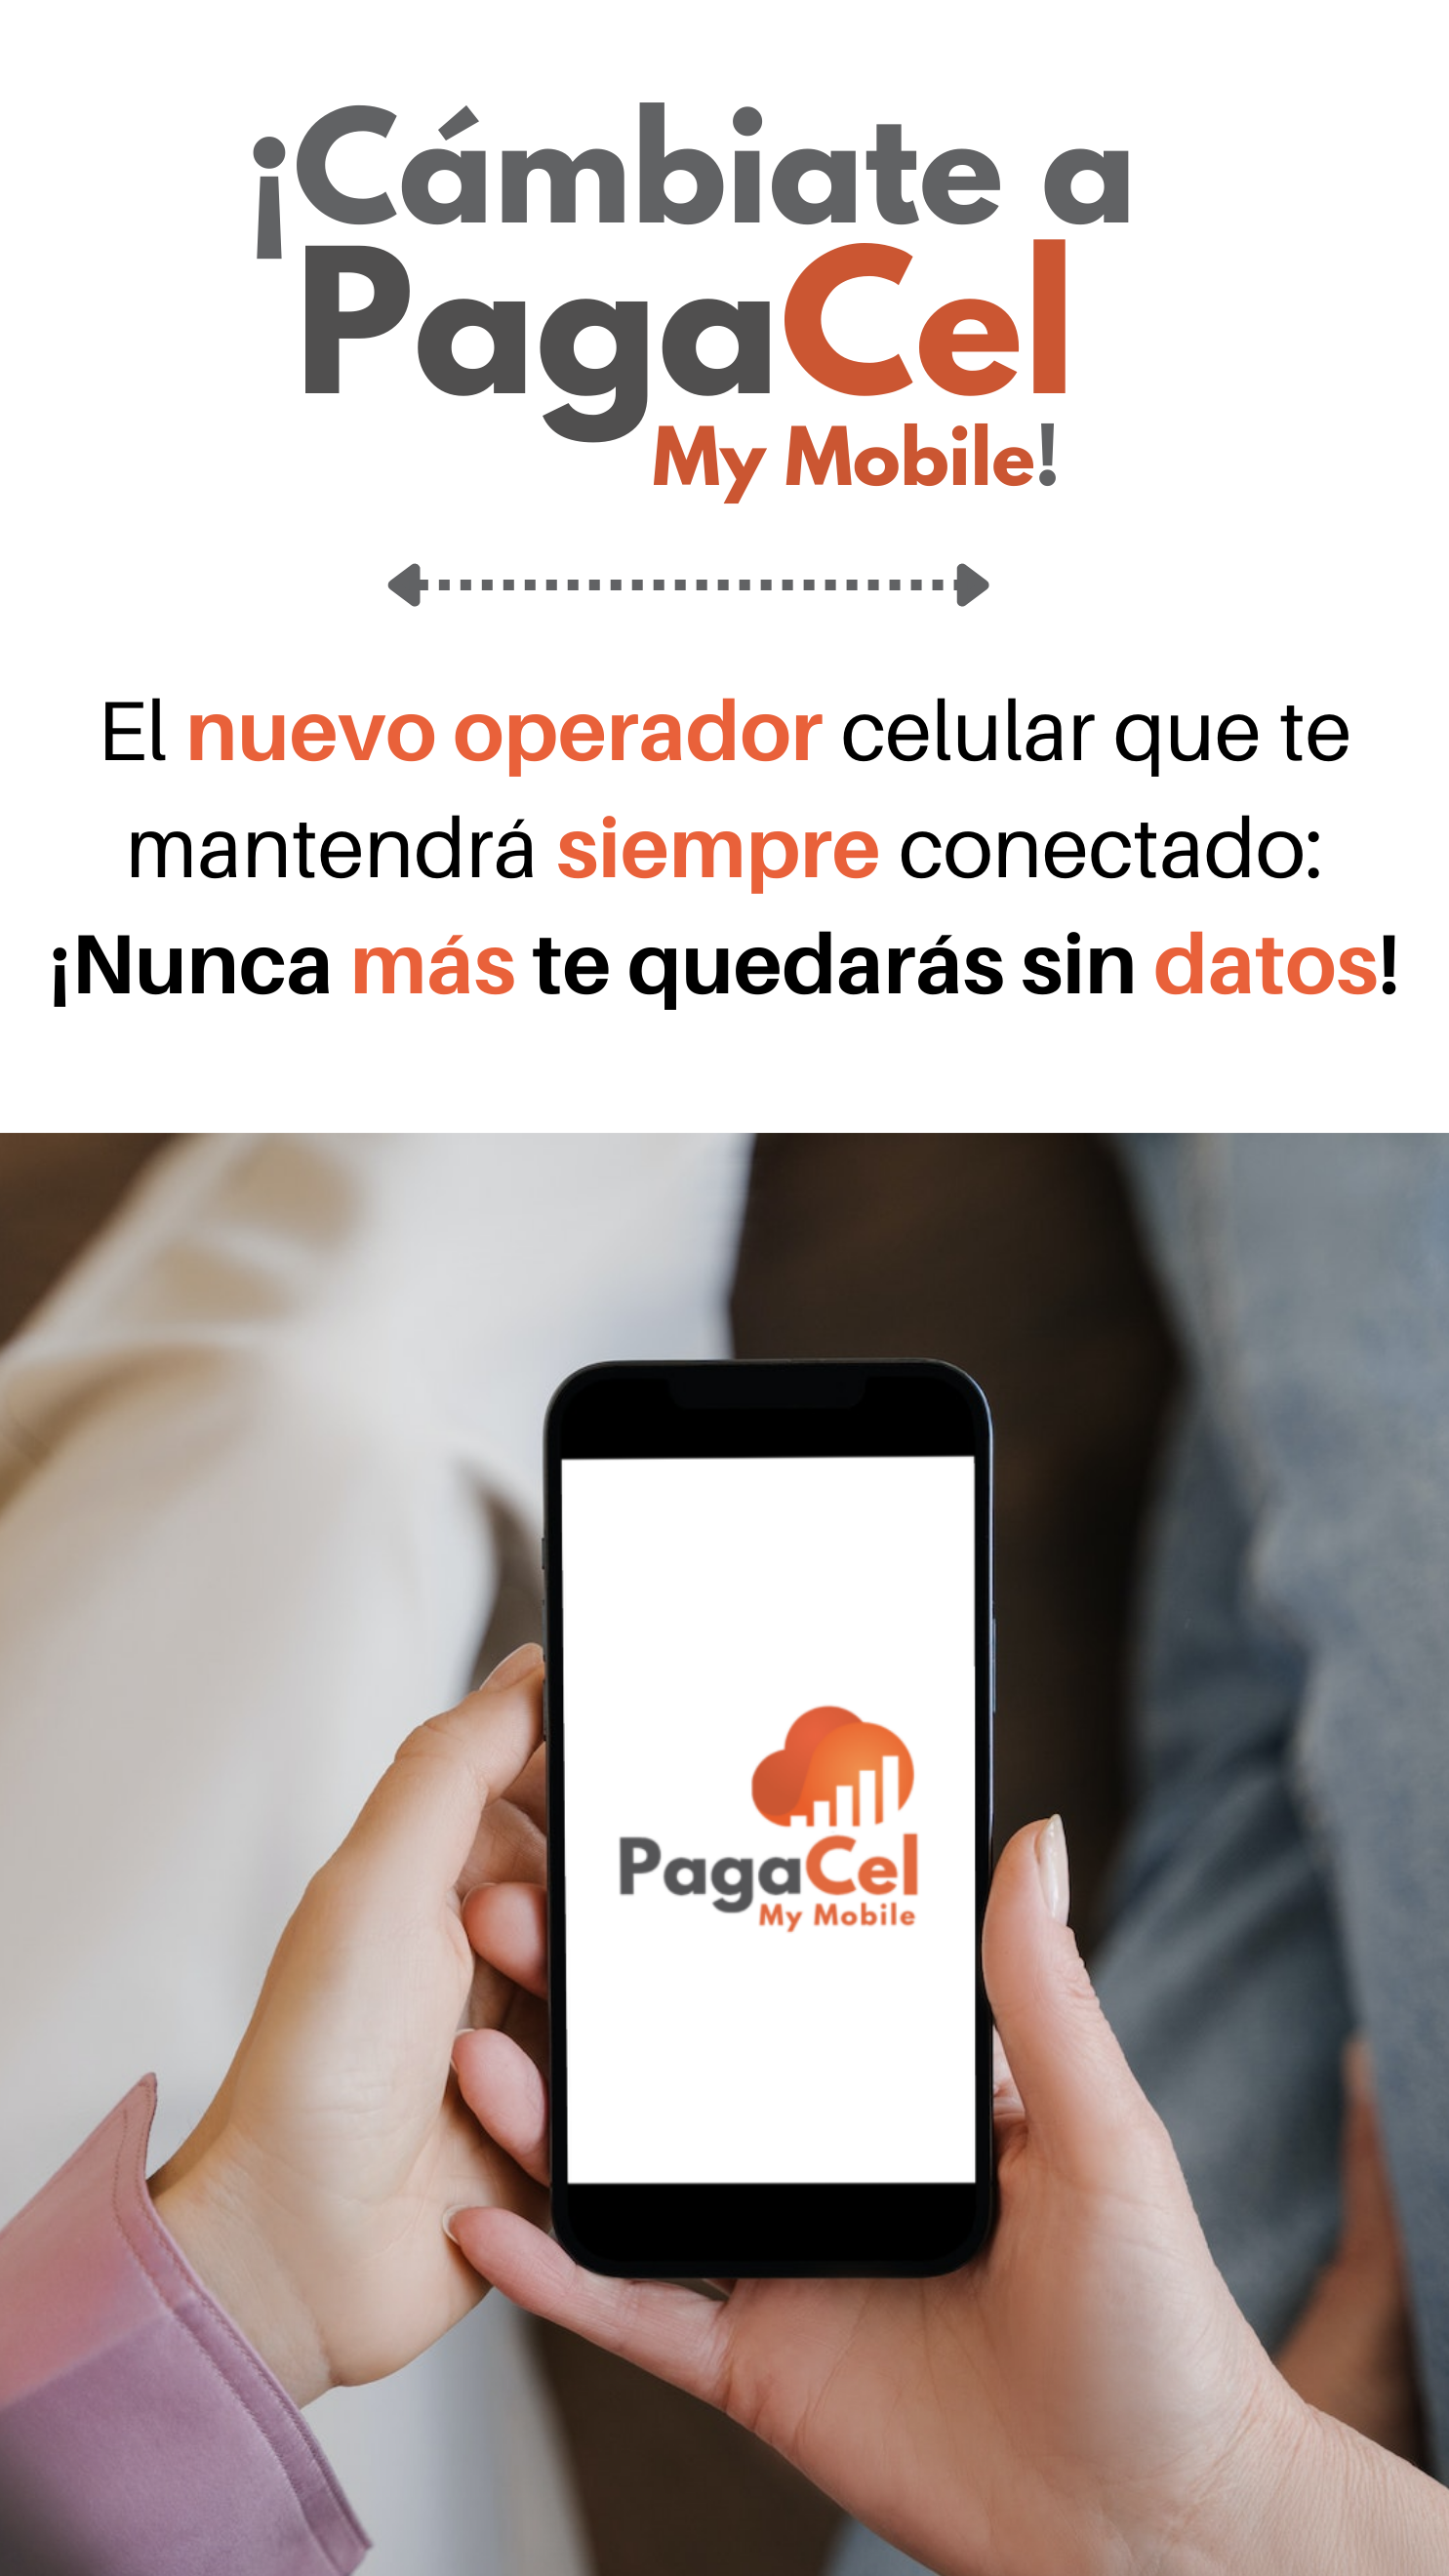 ¡Cámbiate a
PagaCel
My Mobile!
El nuevo operador celular que te
mantendrá siempre conectado:
¡Nunca más te quedarás sin datos!
PagaCel
My Mobile